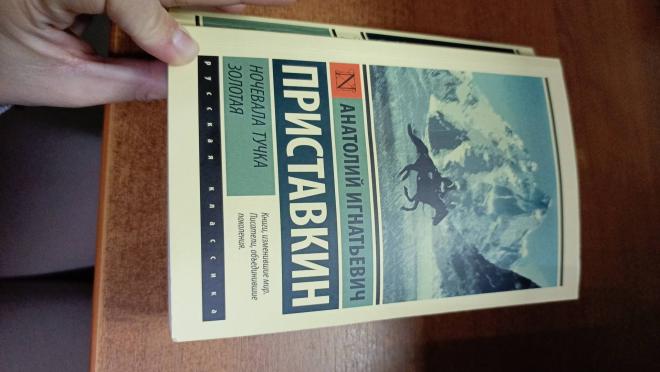 АНАТОЛИЙ ИГНАТЬЕВИЧ
ПРИСТАВКИН
НОЧЕВАЛА ТУЧКА
ЗОЛОТАЯ
Книги, изменившие мир.
Писатели, объединившие
поколения.
русская классика